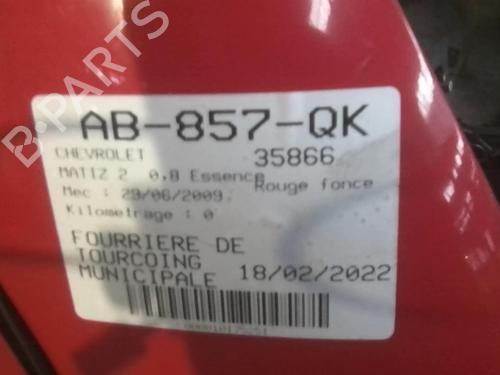 B-PARTS
AB-857-QK
CHEVROLET 35866
MATIZ 2 0.8 Essence
Rouge fonce
Mec : 29/06/2009
Kilometrage : 0
FOURRIERE DE
TOURCOING
MUNICIPALE 18/02/2022